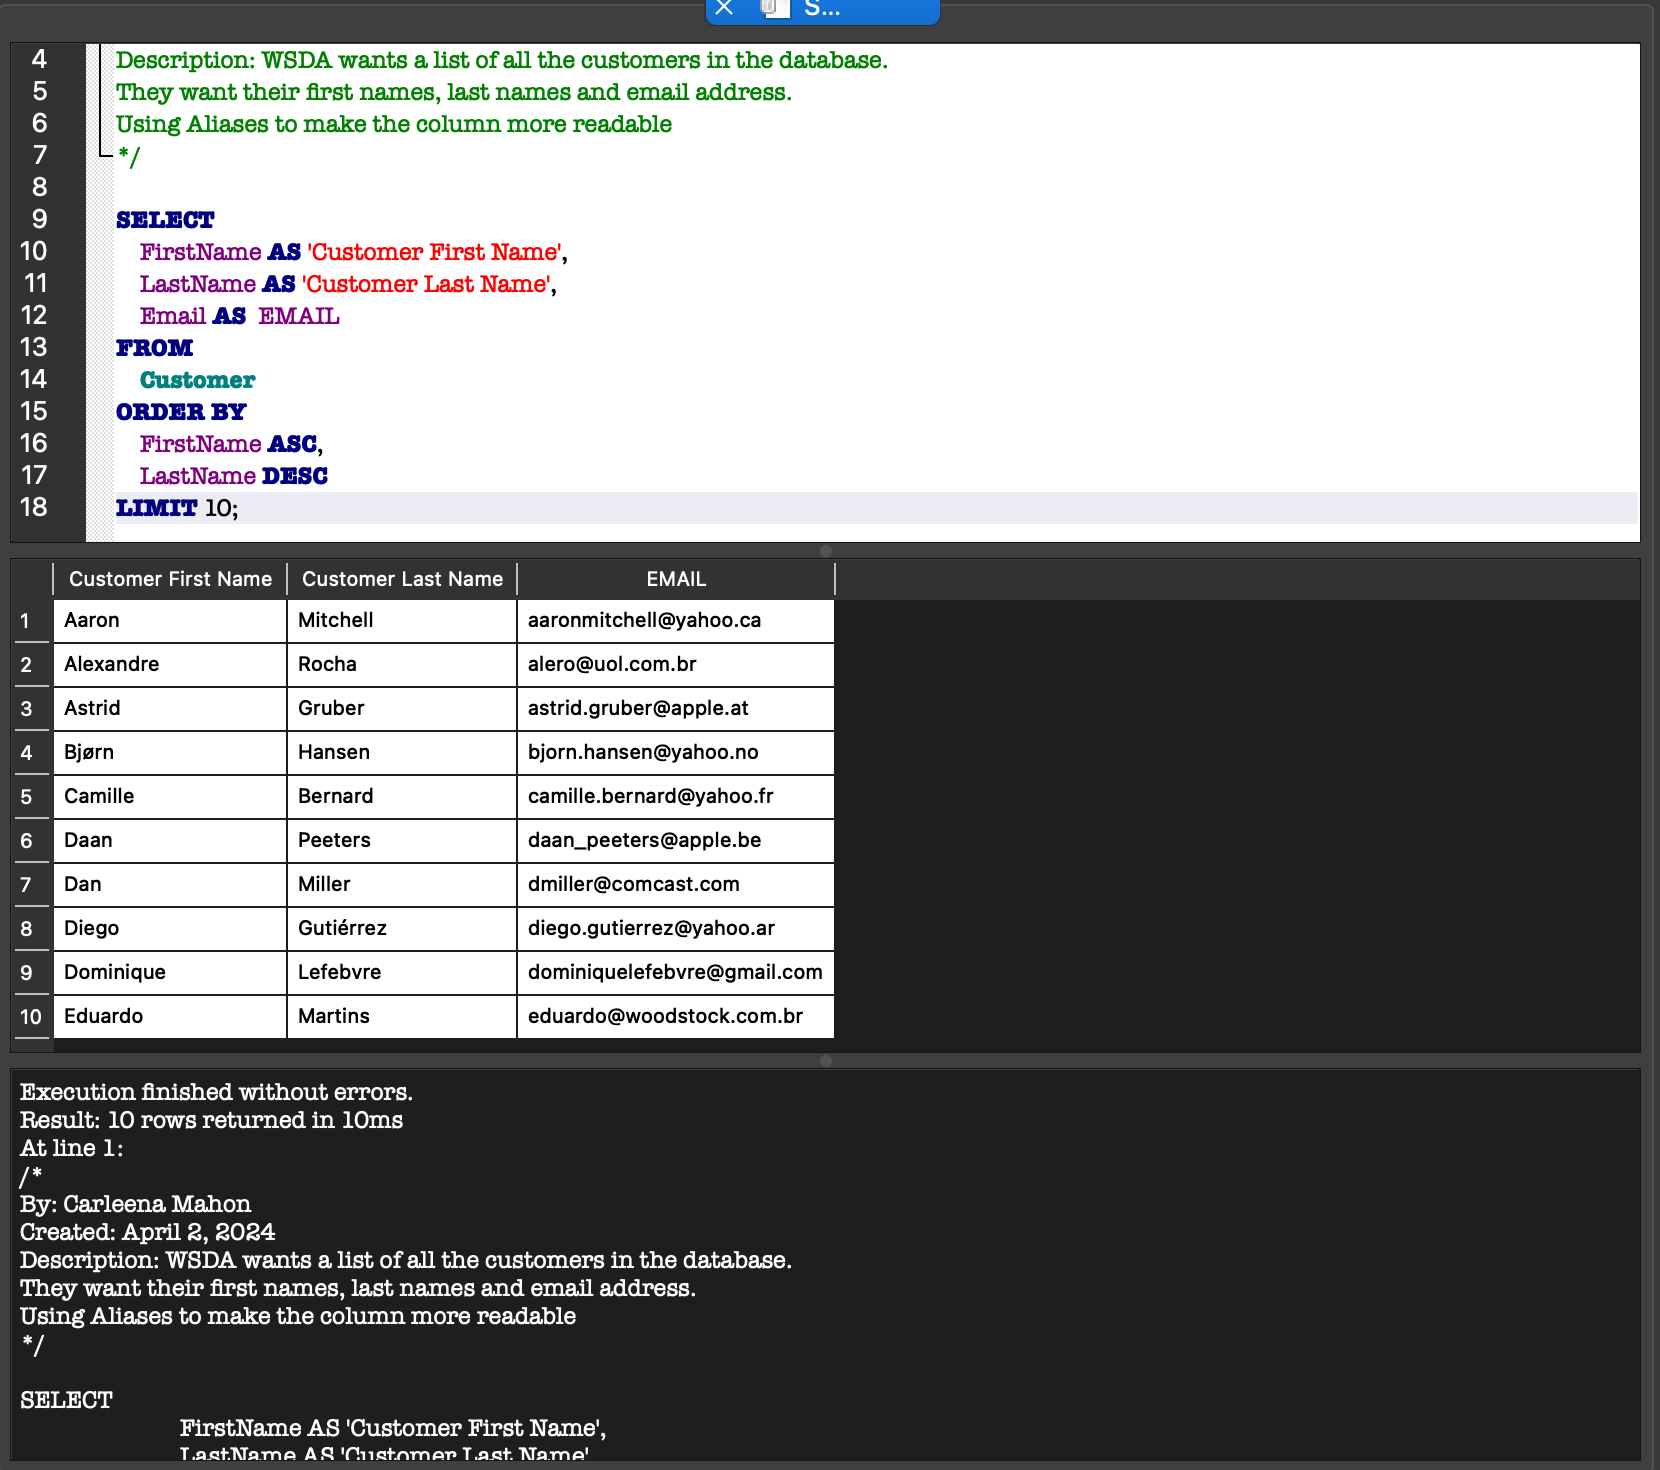 S...
4 Description: WSDA wants a list of all the customers in the database.
5 They want their first names, last names and email address.
6 Using Aliases to make the column more readable
7 */
8
9 SELECT
10 FirstName AS 'Customer First Name',
11 LastName AS 'Customer Last Name',
12 Email AS  EMAIL
13 FROM
14 Customer
15 ORDER BY
16 FirstName ASC,
17 LastName DESC
18 LIMIT 10;
Customer First Name Customer Last Name EMAIL
1 Aaron Mitchell aaronmitchell@yahoo.ca
2 Alexandre Rocha alero@uol.com.br
3 Astrid Gruber astrid.gruber@apple.at
4 Bjørn Hansen bjorn.hansen@yahoo.no
5 Camille Bernard camille.bernard@yahoo.fr
6 Daan Peeters daan_peeters@apple.be
7 Dan Miller dmiller@comcast.com
8 Diego Gutiérrez diego.gutierrez@yahoo.ar
9 Dominique Lefebvre dominiquelefebvre@gmail.com
10 Eduardo Martins eduardo@woodstock.com.br
Execution finished without errors.
Result: 10 rows returned in 10ms
At line 1:
/*
By: Carleena Mahon
Created: April 2, 2024
Description: WSDA wants a list of all the customers in the database.
They want their first names, last names and email address.
Using Aliases to make the column more readable
*/
SELECT
FirstName AS 'Customer First Name',
LastName AS 'Customer Last Name'